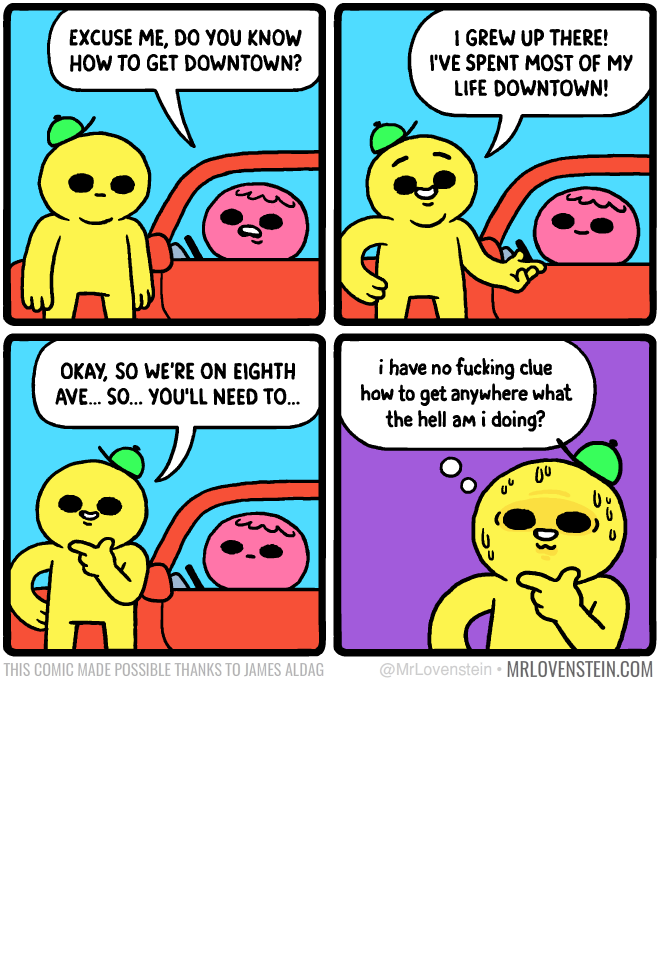 EXCUSE ME, DO YOU KNOW
HOW TO GET DOWNTOWN?
I GREW UP THERE!
I'VE SPENT MOST OF MY
LIFE DOWNTOWN!
OKAY, SO WE'RE ON EIGHTH
AVE... SO... YOU'LL NEED TO...
i have no fucking clue
how to get anywhere what
the hell am i doing?
THIS COMIC MADE POSSIBLE THANKS TO JAMES ALDAG
@MrLovenstein • MRLOVENSTEIN.COM